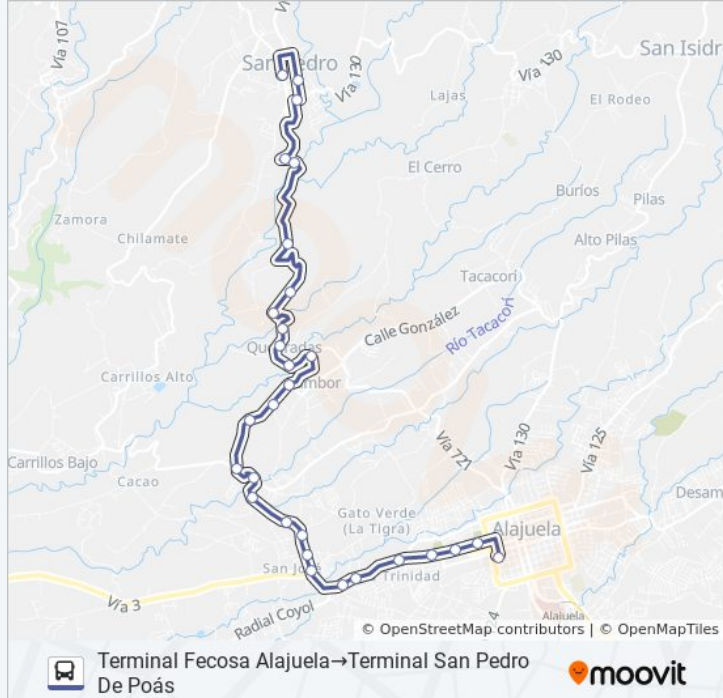 Vía 107
San Pedro
Vía 130
Vía 130
San Isidr
Lajas
El Rodeo
El Cerro
Buríos
Pilas
Zamora
Chilamate
Alto Pilas
Tacacorí
Calle González
Río Tacacorí
Quebradas
Tambor
Carrillos Alto
Vía 721
Vía 130
Vía 125
Carrillos Bajo
Cacao
Desam
Gato Verde
(La Tigra)
Alajuela
San José
Trinidad
Vía 3
Radial Coyol
4
Alajuela
© OpenStreetMap contributors | © OpenMapTiles
Terminal Fecosa Alajuela→Terminal San Pedro
De Poás
moovit